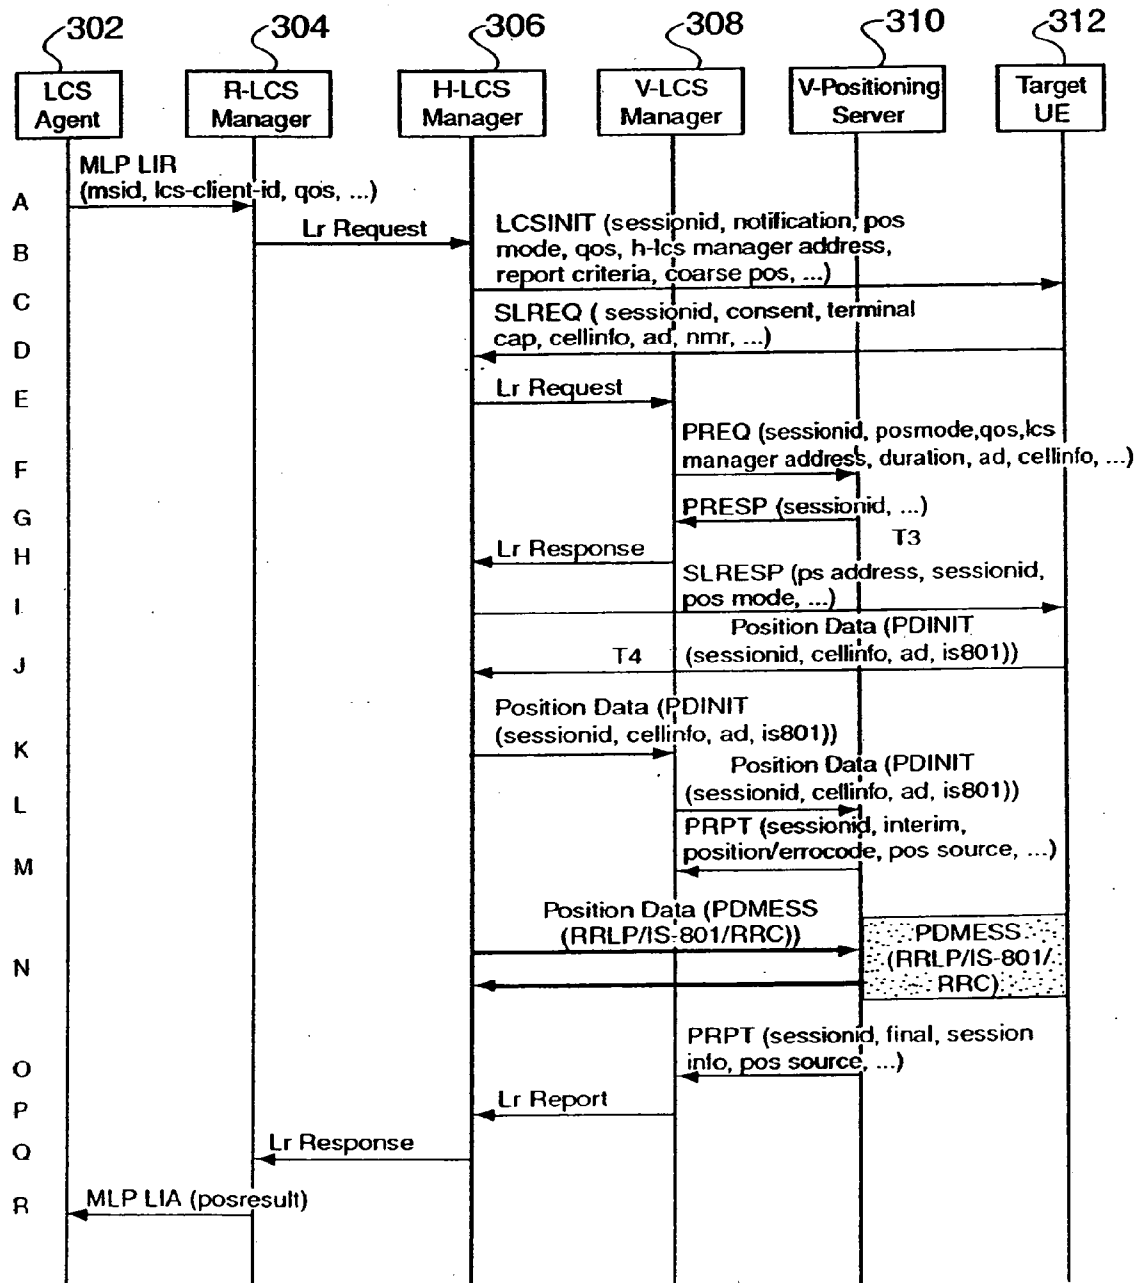 302
304
306
308
310
312
LCS
Agent
R-LCS
Manager
H-LCS
Manager
V-LCS
Manager
V-Positioning
Server
Target
UE
MLP LIR
(msid, lcs-client-id, qos, ...)
A
Lr Request
B
LCSINIT (sessionid, notification, pos
mode, qos, h-lcs manager address,
report criteria, coarse pos, ...)
C
SLREQ ( sessionid, consent, terminal
cap, cellinfo, ad, nmr, ...)
D
Lr Request
E
PREQ (sessionid, posmode,qos,lcs
manager address, duration, ad, cellinfo, ...)
F
PRESP (sessionid, ...)
G
T3
Lr Response
H
SLRESP (ps address, sessionid,
pos mode, ...)
I
Position Data (PDINIT
(sessionid, cellinfo, ad, is801))
T4
J
Position Data (PDINIT
(sessionid, cellinfo, ad, is801))
K
Position Data (PDINIT
(sessionid, cellinfo, ad, is801))
L
PRPT (sessionid, interim,
position/errocode, pos source, ...)
M
Position Data (PDMESS
(RRLP/IS-801/RRC))
PDMESS
(RRLP/IS-801/
RRC)
N
PRPT (sessionid, final, session
info, pos source, ...)
O
Lr Report
P
Lr Response
Q
MLP LIA (posresult)
R